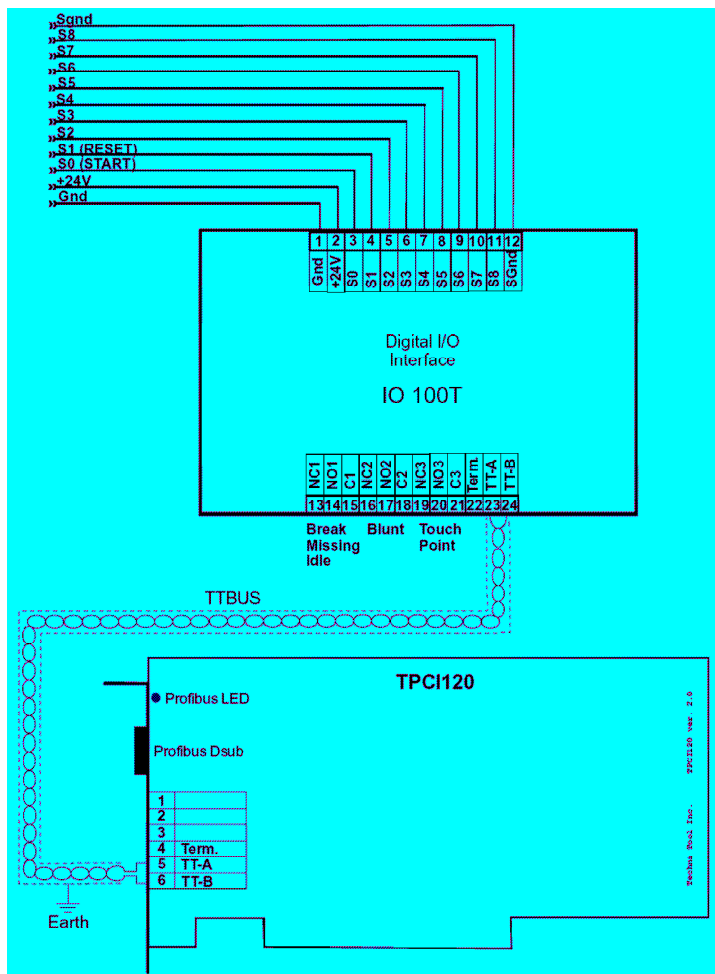 Sgnd
S8
S7
S6
S5
S4
S3
S2
S1 (RESET)
S0 (START)
+24V
Gnd
1 2 3 4 5 6 7 8 9 10 11 12
Gnd +24V S0 S1 S2 S3 S4 S5 S6 S7 S8 SGnd
Digital I/O
Interface
IO 100T
NC1 NO1 C1 NC2 NO2 C2 NC3 NO3 C3 Term. TT-A TT-B
13 14 15 16 17 18 19 20 21 22 23 24
Break Blunt Touch
Missing Point
Idle
TTBUS
TPCI120
Profibus LED
Profibus Dsub
1
2
3
4 Term.
5 TT-A
6 TT-B
Earth
Techna Tool Inc. TPCI120 ver. 2.0